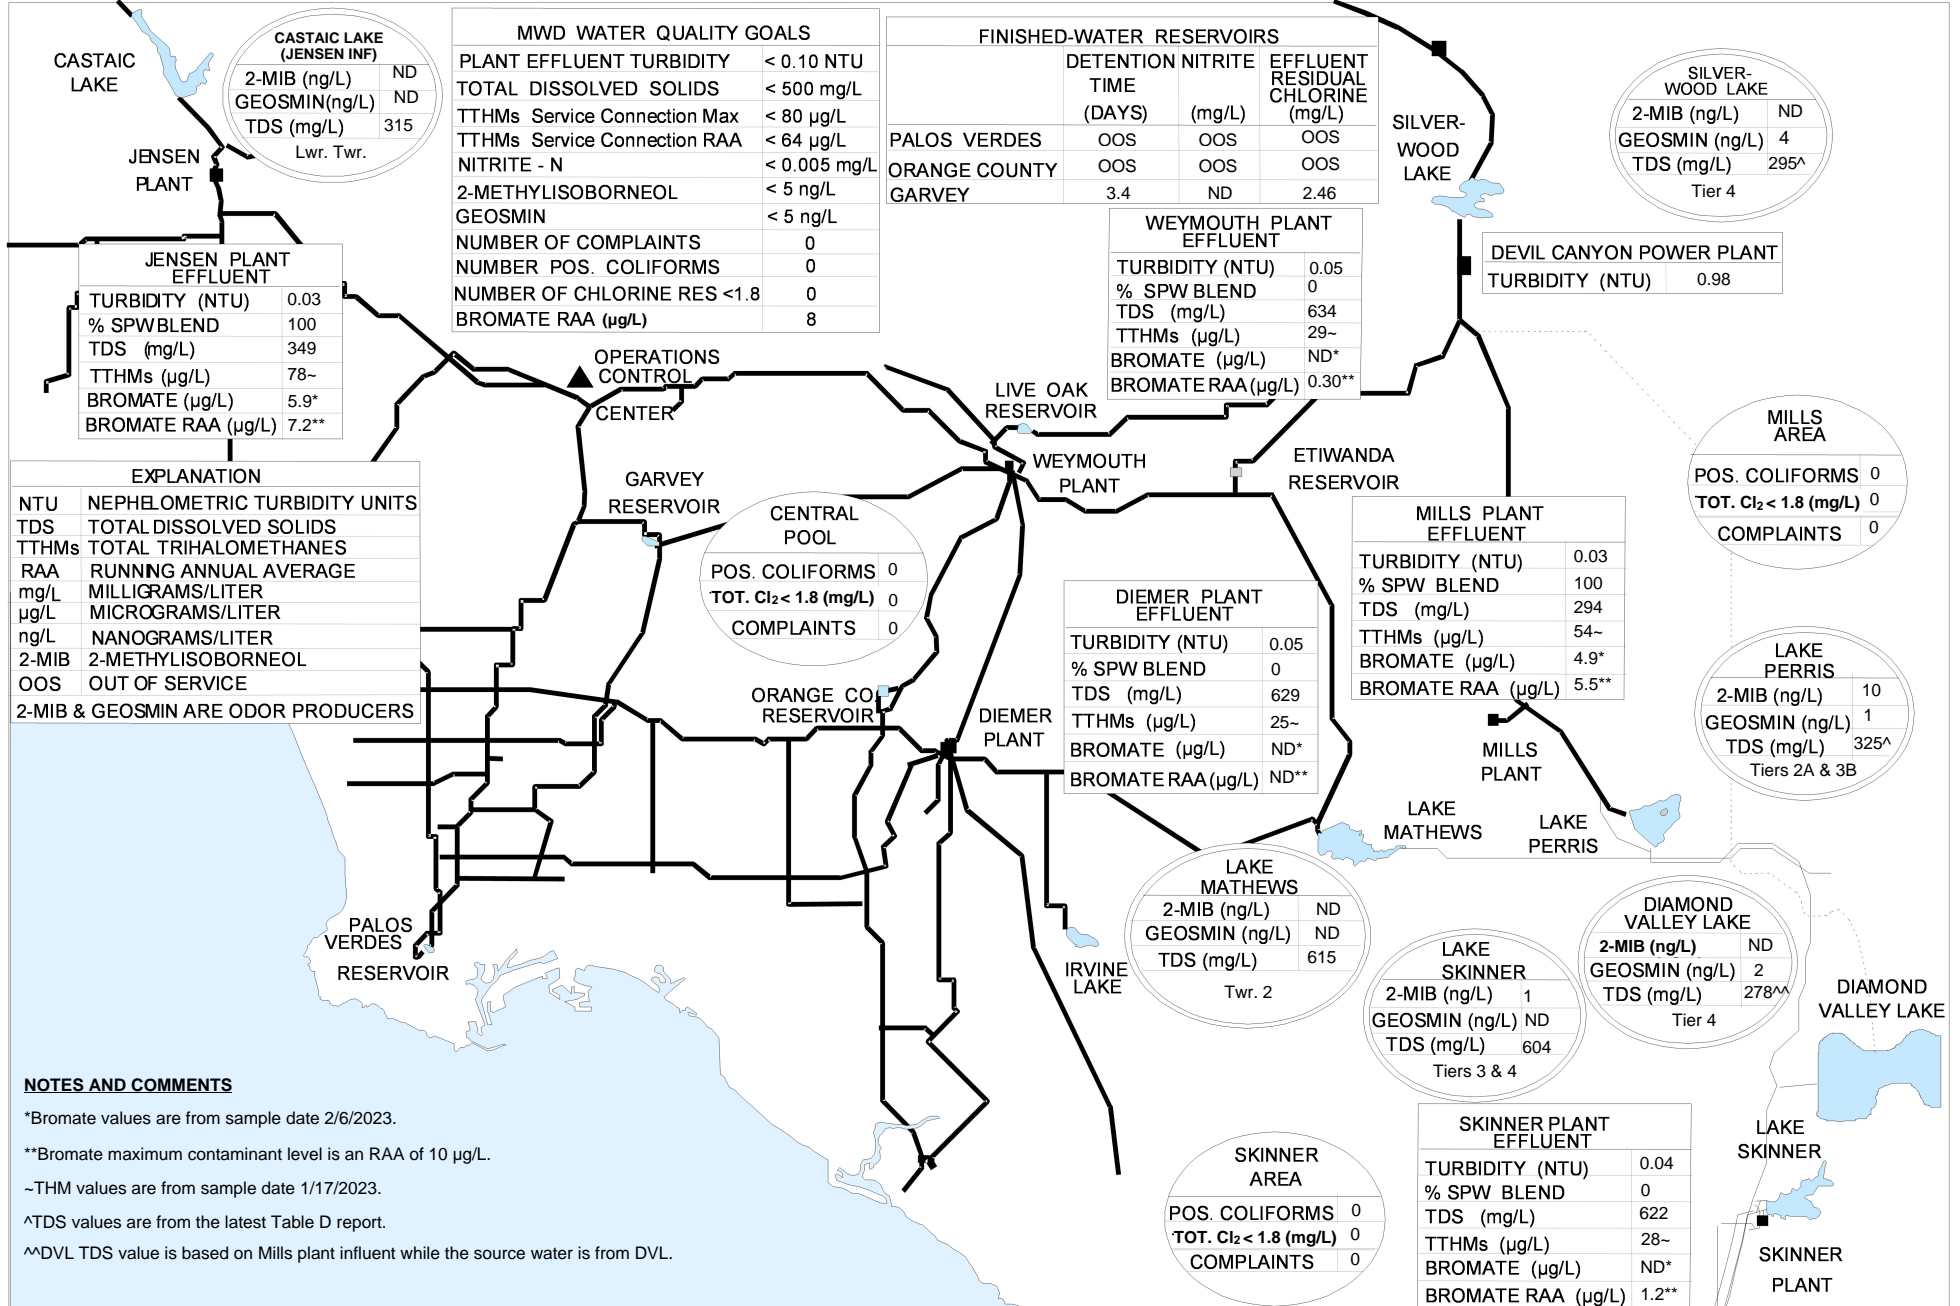 CASTAIC
LAKE
CASTAIC LAKE
(JENSEN INF)
2-MIB (ng/L) ND
GEOSMIN(ng/L) ND
TDS (mg/L) 315
Lwr. Twr.
JENSEN
PLANT
MWD WATER QUALITY GOALS
PLANT EFFLUENT TURBIDITY < 0.10 NTU
TOTAL DISSOLVED SOLIDS < 500 mg/L
TTHMs Service Connection Max < 80 µg/L
TTHMs Service Connection RAA < 64 µg/L
NITRITE - N < 0.005 mg/L
2-METHYLISOBORNEOL < 5 ng/L
GEOSMIN < 5 ng/L
NUMBER OF COMPLAINTS 0
NUMBER POS. COLIFORMS 0
NUMBER OF CHLORINE RES <1.8 0
BROMATE RAA (µg/L) 8
FINISHED-WATER RESERVOIRS
DETENTION NITRITE EFFLUENT
TIME RESIDUAL
CHLORINE
(DAYS) (mg/L) (mg/L)
PALOS VERDES OOS OOS OOS
ORANGE COUNTY OOS OOS OOS
GARVEY 3.4 ND 2.46
SILVER-
WOOD
LAKE
SILVER-
WOOD LAKE
2-MIB (ng/L) ND
GEOSMIN (ng/L) 4
TDS (mg/L) 295^
Tier 4
DEVIL CANYON POWER PLANT
TURBIDITY (NTU) 0.98
JENSEN PLANT
EFFLUENT
TURBIDITY (NTU) 0.03
% SPW BLEND 100
TDS (mg/L) 349
TTHMs (µg/L) 78~
BROMATE (µg/L) 5.9*
BROMATE RAA (µg/L) 7.2**
WEYMOUTH PLANT
EFFLUENT
TURBIDITY (NTU) 0.05
% SPW BLEND 0
TDS (mg/L) 634
TTHMs (µg/L) 29~
BROMATE (µg/L) ND*
BROMATE RAA (µg/L) 0.30**
OPERATIONS
CONTROL
CENTER
LIVE OAK
RESERVOIR
WEYMOUTH
PLANT
ETIWANDA
RESERVOIR
GARVEY
RESERVOIR
MILLS
AREA
POS. COLIFORMS 0
TOT. Cl2 < 1.8 (mg/L) 0
COMPLAINTS 0
EXPLANATION
NTU NEPHELOMETRIC TURBIDITY UNITS
TDS TOTAL DISSOLVED SOLIDS
TTHMs TOTAL TRIHALOMETHANES
RAA RUNNING ANNUAL AVERAGE
mg/L MILLIGRAMS/LITER
µg/L MICROGRAMS/LITER
ng/L NANOGRAMS/LITER
2-MIB 2-METHYLISOBORNEOL
OOS OUT OF SERVICE
2-MIB & GEOSMIN ARE ODOR PRODUCERS
CENTRAL
POOL
POS. COLIFORMS 0
TOT. Cl2 < 1.8 (mg/L) 0
COMPLAINTS 0
MILLS PLANT
EFFLUENT
TURBIDITY (NTU) 0.03
% SPW BLEND 100
TDS (mg/L) 294
TTHMs (µg/L) 54~
BROMATE (µg/L) 4.9*
BROMATE RAA (µg/L) 5.5**
DIEMER PLANT
EFFLUENT
TURBIDITY (NTU) 0.05
% SPW BLEND 0
TDS (mg/L) 629
TTHMs (µg/L) 25~
BROMATE (µg/L) ND*
BROMATE RAA (µg/L) ND**
LAKE
PERRIS
2-MIB (ng/L) 10
GEOSMIN (ng/L) 1
TDS (mg/L) 325^
Tiers 2A & 3B
ORANGE CO
RESERVOIR
DIEMER
PLANT
MILLS
PLANT
LAKE
MATHEWS
LAKE
PERRIS
LAKE
MATHEWS
2-MIB (ng/L) ND
GEOSMIN (ng/L) ND
TDS (mg/L) 615
Twr. 2
DIAMOND
VALLEY LAKE
2-MIB (ng/L) ND
GEOSMIN (ng/L) 2
TDS (mg/L) 278^^
Tier 4
PALOS
VERDES
RESERVOIR
IRVINE
LAKE
LAKE
SKINNER
2-MIB (ng/L) 1
GEOSMIN (ng/L) ND
TDS (mg/L) 604
Tiers 3 & 4
DIAMOND
VALLEY LAKE
NOTES AND COMMENTS
*Bromate values are from sample date 2/6/2023.
**Bromate maximum contaminant level is an RAA of 10 µg/L.
~THM values are from sample date 1/17/2023.
^TDS values are from the latest Table D report.
^^DVL TDS value is based on Mills plant influent while the source water is from DVL.
SKINNER
AREA
POS. COLIFORMS 0
TOT. Cl2 < 1.8 (mg/L) 0
COMPLAINTS 0
SKINNER PLANT
EFFLUENT
TURBIDITY (NTU) 0.04
% SPW BLEND 0
TDS (mg/L) 622
TTHMs (µg/L) 28~
BROMATE (µg/L) ND*
BROMATE RAA (µg/L) 1.2**
LAKE
SKINNER
SKINNER
PLANT